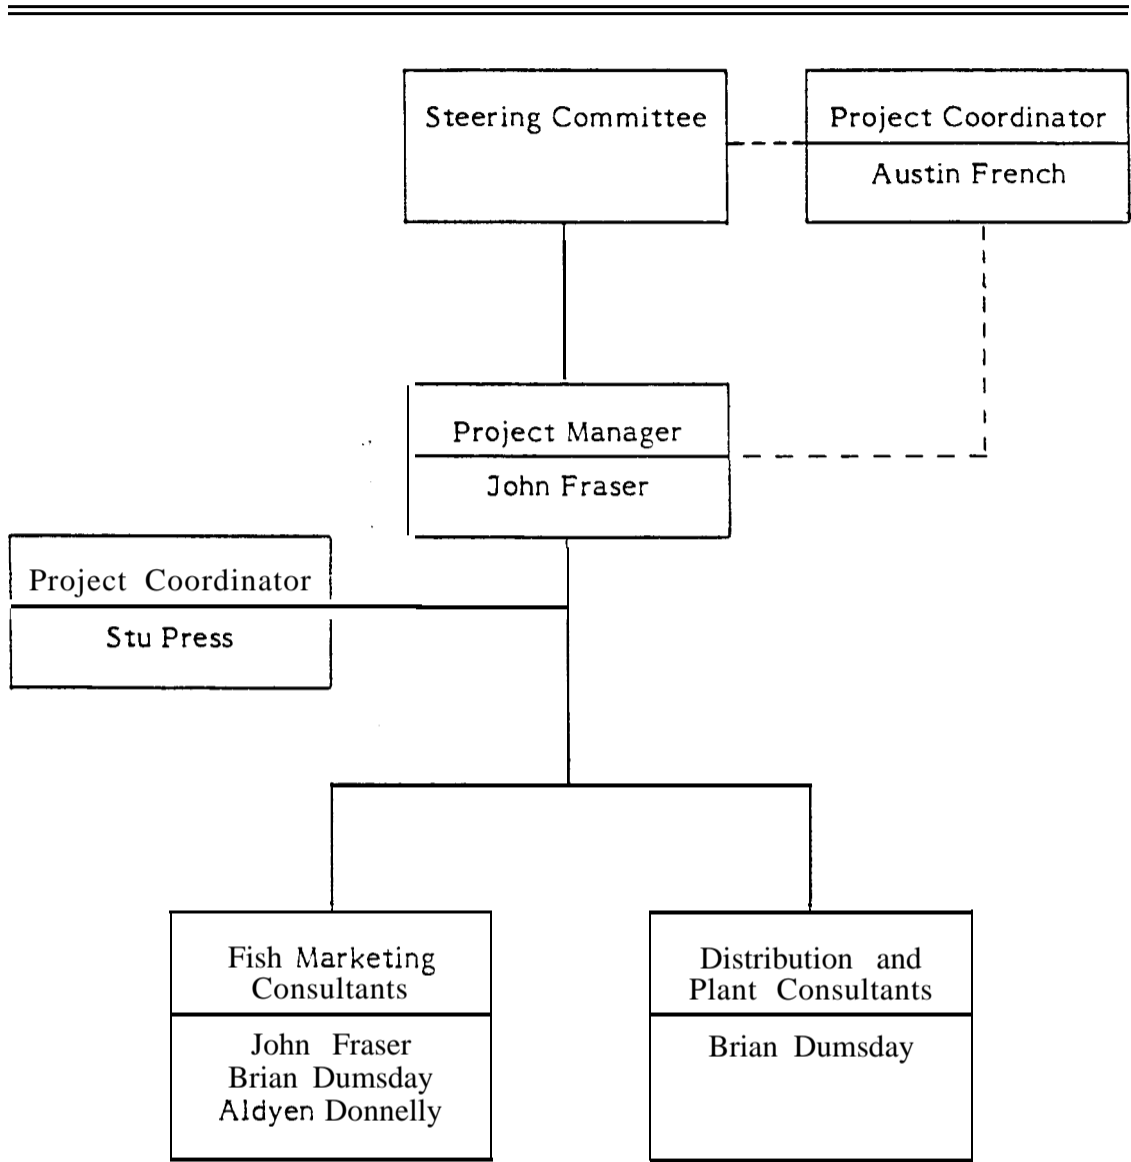 Steering Committee
Project Coordinator
Austin French
Project Manager
John Fraser
Project Coordinator
Stu Press
Fish Marketing
Consultants
John Fraser
Brian Dumsday
Aldyen Donnelly
Distribution and
Plant Consultants
Brian Dumsday